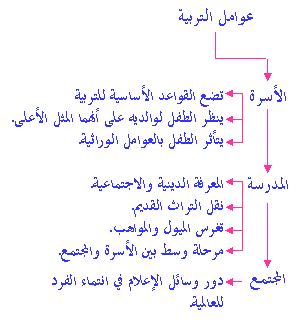 عوامل التربية
الأسرة
تضع القواعد الأساسية للتربية
ينظر الطفل لوالديه على أنهما المثل الأعلى.
يتأثر الطفل بالعوامل الوراثية.
المدرسة
المعرفة الدينية والاجتماعية.
نقل التراث القديم.
تغرس الميول والمواهب.
مرحلة وسط بين الأسرة والمجتمع.
المجتمع
دور وسائل الإعلام في انتماء الفرد
للعالمية.